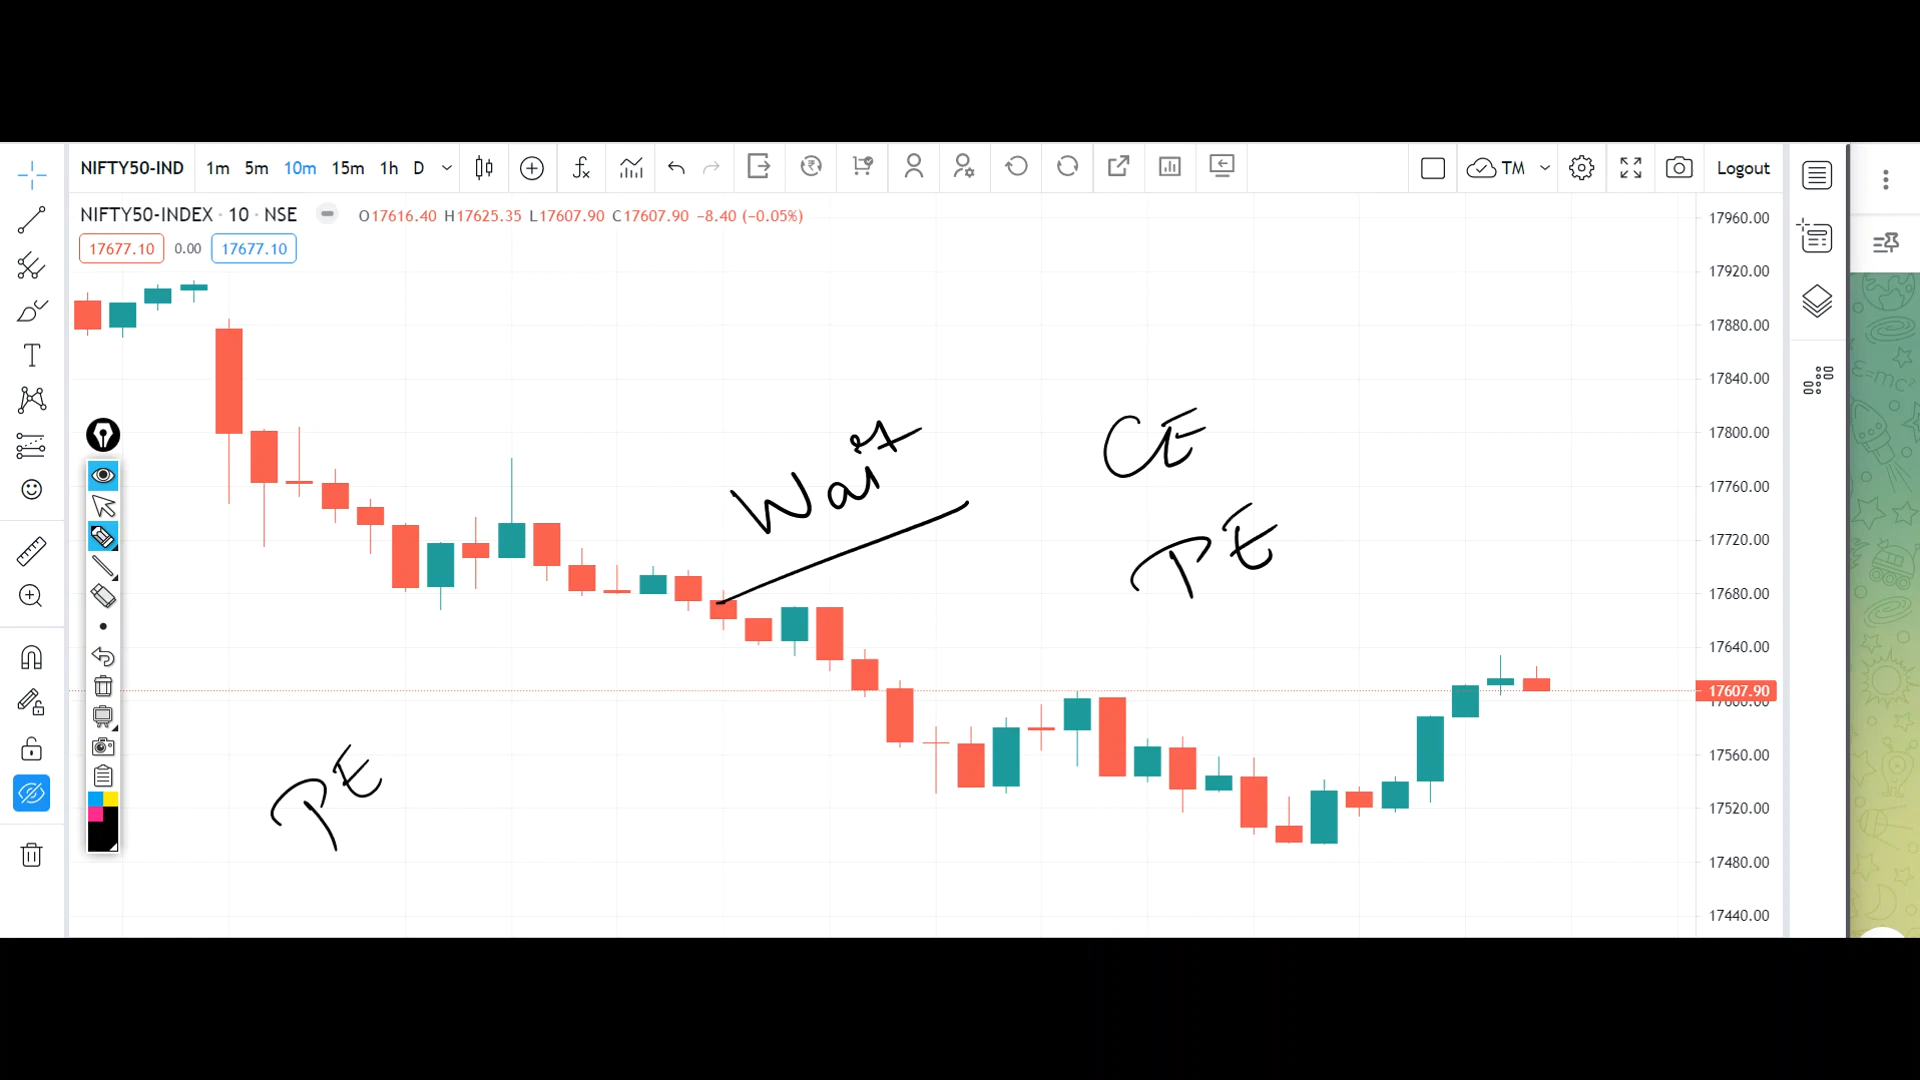 NIFTY50-IND 1m 5m 10m 15m 1h D TM Logout
NIFTY50-INDEX · 10 · NSE O17616.40 H17625.35 L17607.90 C17607.90 −8.40 (−0.05%)
17677.10 0.00 17677.10
17960.00
17920.00
17880.00
17840.00
17800.00
17760.00
17720.00
17680.00
17640.00
17607.90
17600.00
17560.00
17520.00
17480.00
17440.00
Wait
CE
PE
PE